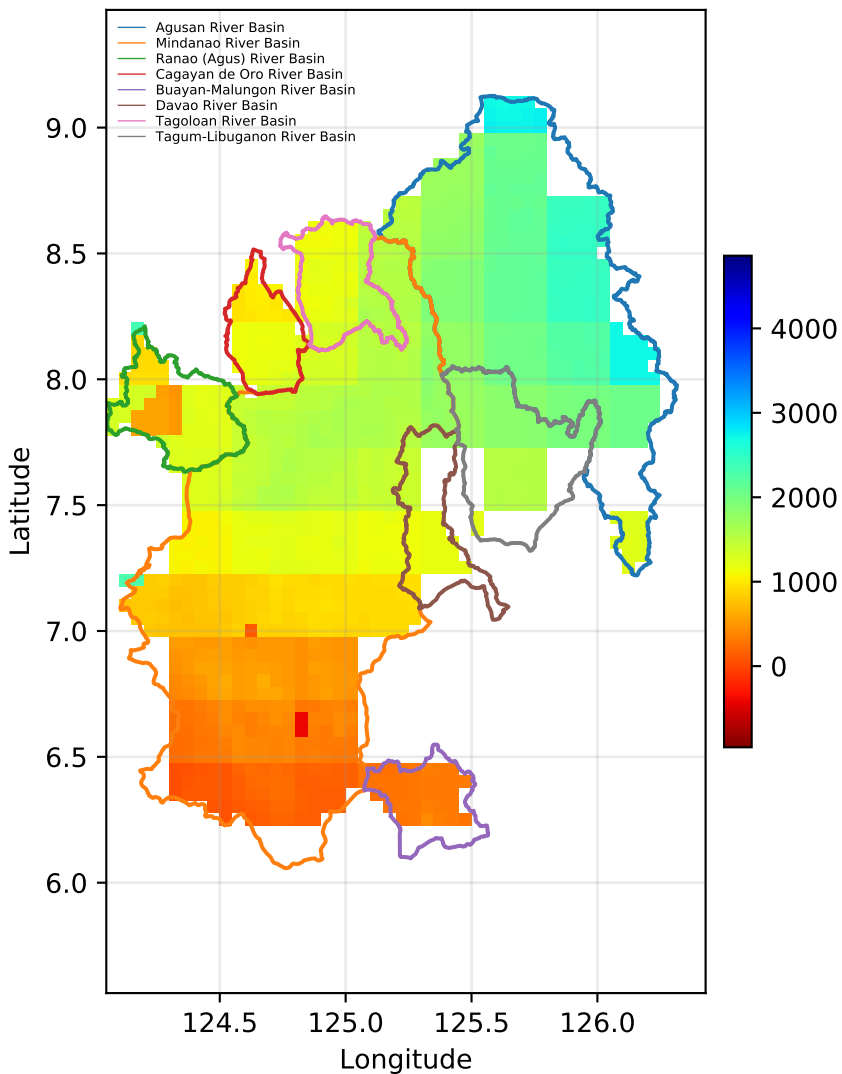 Agusan River Basin
Mindanao River Basin
Ranao (Agus) River Basin
Cagayan de Oro River Basin
Buayan-Malungon River Basin
Davao River Basin
Tagoloan River Basin
Tagum-Libuganon River Basin
9.0
8.5
8.0
7.5
7.0
6.5
6.0
Latitude
124.5 125.0 125.5 126.0
Longitude
4000
3000
2000
1000
0